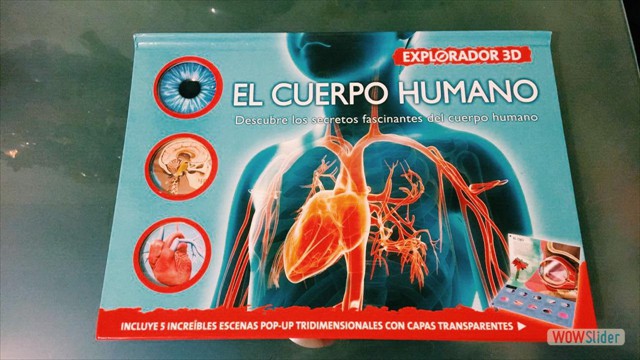 EXPLORADOR 3D
EL CUERPO HUMANO
Descubre los secretos fascinantes del cuerpo humano
INCLUYE 5 INCREÍBLES ESCENAS POP-UP TRIDIMENSIONALES CON CAPAS TRANSPARENTES
WOWSlider